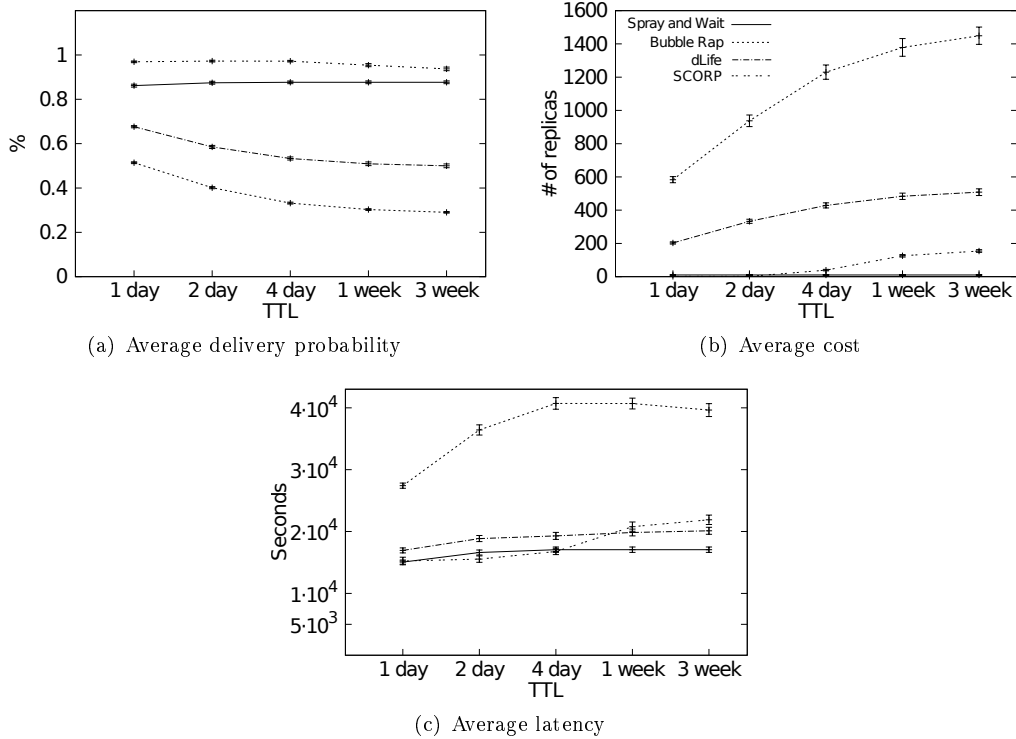 1
0.8
0.6
0.4
0.2
0
%
1 day 2 day 4 day 1 week 3 week
TTL
(a) Average delivery probability
1600
1400
1200
1000
800
600
400
200
0
# of replicas
Spray and Wait
Bubble Rap
dLife
SCORP
1 day 2 day 4 day 1 week 3 week
TTL
(b) Average cost
4·10⁴
3·10⁴
2·10⁴
1·10⁴
5·10³
Seconds
1 day 2 day 4 day 1 week 3 week
TTL
(c) Average latency